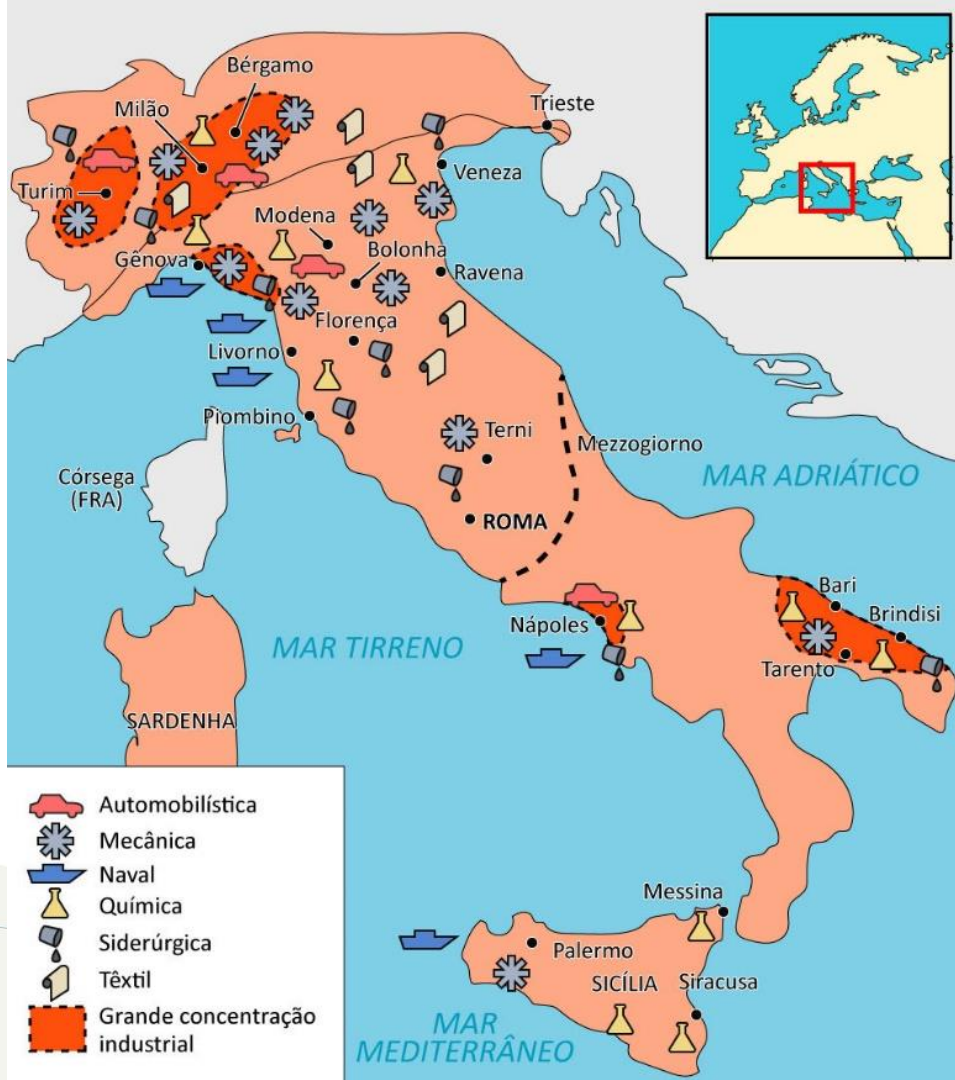 Bérgamo
Milão
Trieste
Turim
Veneza
Modena
Gênova
Bolonha
Ravena
Florença
Livorno
Piombino
Terni
Mezzogiorno
Córsega
(FRA)
MAR ADRIÁTICO
ROMA
Bari
Nápoles
Brindisi
MAR TIRRENO
Tarento
SARDENHA
Automobilística
Mecânica
Naval
Química
Siderúrgica
Têxtil
Grande concentração
industrial
Messina
Palermo
SICÍLIA
Siracusa
MAR
MEDITERRÂNEO